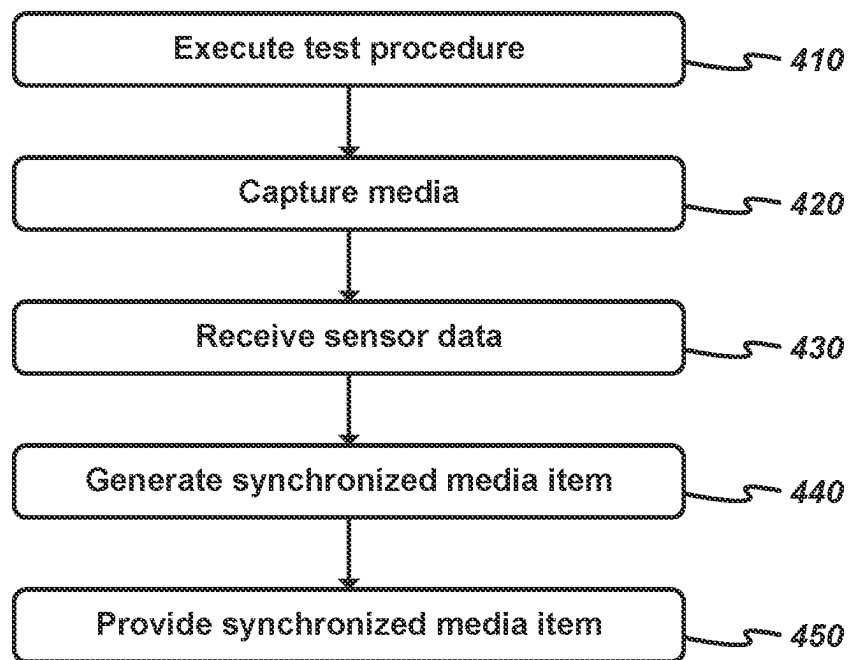 Execute test procedure 410
Capture media 420
Receive sensor data 430
Generate synchronized media item 440
Provide synchronized media item 450